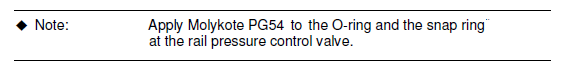 ◆ Note: Apply Molykote PG54 to the O-ring and the snap ring¨
at the rail pressure control valve.